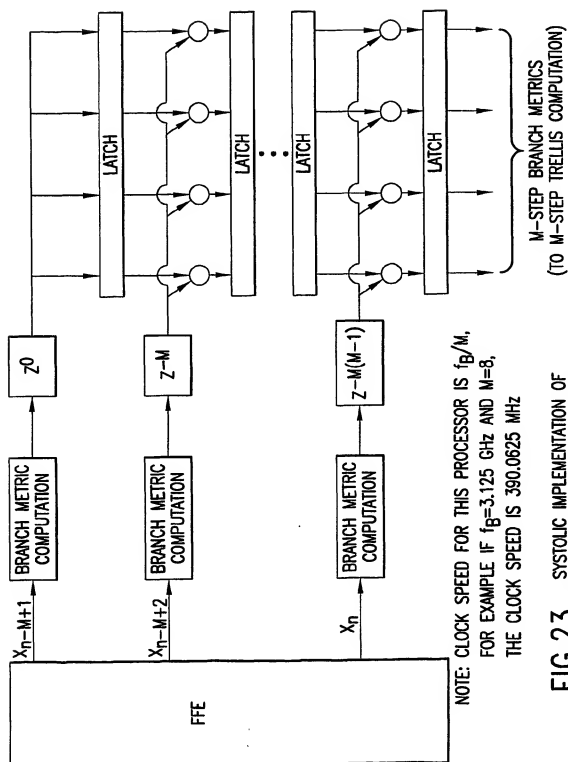 FFE
Xn-M+1
Xn-M+2
Xn
BRANCH METRIC
COMPUTATION
BRANCH METRIC
COMPUTATION
BRANCH METRIC
COMPUTATION
Z0
Z-M
Z-M(M-1)
LATCH
LATCH
LATCH
LATCH
M-STEP BRANCH METRICS
(TO M-STEP TRELLIS COMPUTATION)
NOTE: CLOCK SPEED FOR THIS PROCESSOR IS fB/M,
FOR EXAMPLE IF fB=3.125 GHz AND M=8,
THE CLOCK SPEED IS 390.0625 MHz
FIG.23 SYSTOLIC IMPLEMENTATION OF